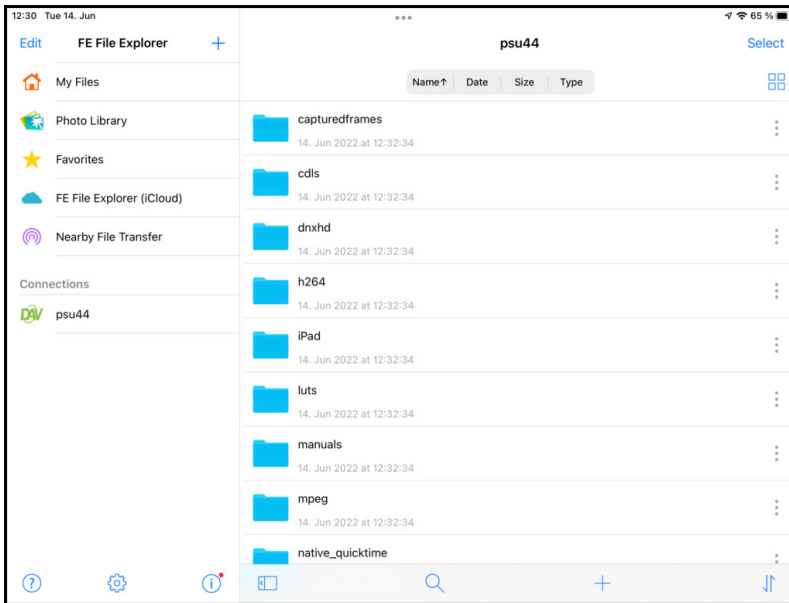 12:30 Tue 14. Jun
65 %
Edit
FE File Explorer
My Files
Photo Library
Favorites
FE File Explorer (iCloud)
Nearby File Transfer
Connections
DAV
psu44
psu44
Select
Name↑ Date Size Type
capturedframes
14. Jun 2022 at 12:32:34
cdls
14. Jun 2022 at 12:32:34
dnxhd
14. Jun 2022 at 12:32:34
h264
14. Jun 2022 at 12:32:34
iPad
14. Jun 2022 at 12:32:34
luts
14. Jun 2022 at 12:32:34
manuals
14. Jun 2022 at 12:32:34
mpeg
14. Jun 2022 at 12:32:34
native_quicktime